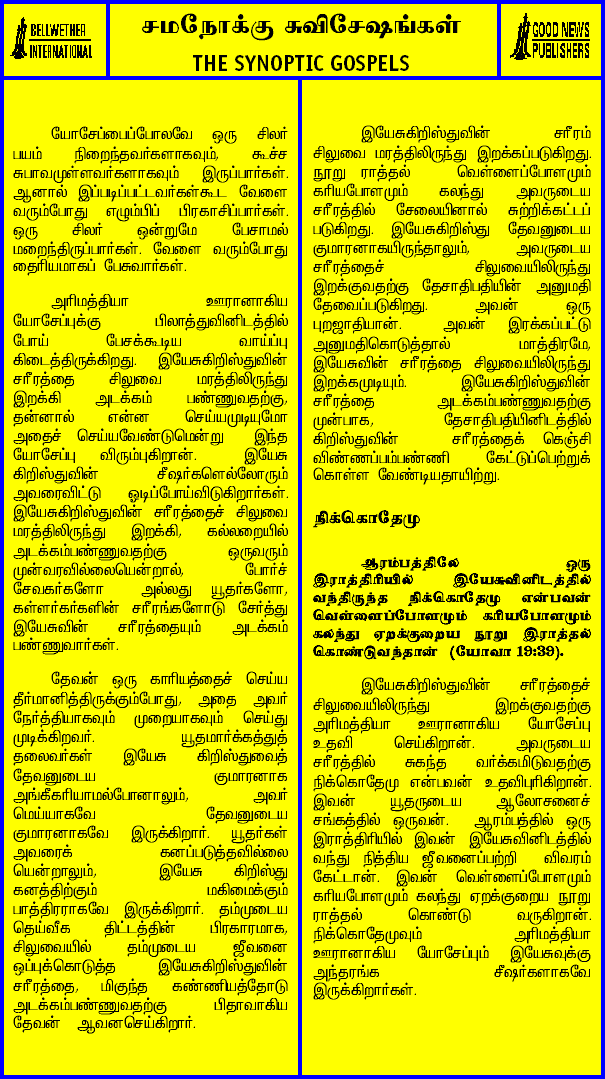 BELLWETHER
INTERNATIONAL
சமநோக்கு சுவிசேஷங்கள்
THE SYNOPTIC GOSPELS
GOOD NEWS
PUBLISHERS
யோசேப்பைப்போலவே ஒரு சிலர்
பயம் நிறைந்தவர்களாகவும், கூச்ச
சுபாவமுள்ளவர்களாகவும் இருப்பார்கள்.
ஆனால் இப்படிப்பட்டவர்கள்கூட வேளை
வரும்போது எழும்பிப் பிரகாசிப்பார்கள்.
ஒரு சிலர் ஒன்றுமே பேசாமல்
மறைந்திருப்பார்கள். வேளை வரும்போது
தைரியமாகப் பேசுவார்கள்.
அரிமத்தியா ஊரானாகிய
யோசேப்புக்கு பிலாத்துவினிடத்தில்
போய் பேசக்கூடிய வாய்ப்பு
கிடைத்திருக்கிறது. இயேசுகிறிஸ்துவின்
சரீரத்தை சிலுவை மரத்திலிருந்து
இறக்கி அடக்கம் பண்ணுவதற்கு,
தன்னால் என்ன செய்யமுடியுமோ
அதைச் செய்யவேண்டுமென்று இந்த
யோசேப்பு விரும்புகிறான். இயேசு
கிறிஸ்துவின் சீஷர்களெல்லோரும்
அவரைவிட்டு ஓடிப்போய்விடுகிறார்கள்.
இயேசுகிறிஸ்துவின் சரீரத்தைச் சிலுவை
மரத்திலிருந்து இறக்கி, கல்லறையில்
அடக்கம்பண்ணுவதற்கு ஒருவரும்
முன்வரவில்லையென்றால், போர்ச்
சேவகர்களோ அல்லது யூதர்களோ,
கள்ளர்கர்களின் சரீரங்களோடு சேர்த்து
இயேசுவின் சரீரத்தையும் அடக்கம்
பண்ணுவார்கள்.
தேவன் ஒரு காரியத்தைச் செய்ய
தீர்மானித்திருக்கும்போது, அதை அவர்
நேர்த்தியாகவும் முறையாகவும் செய்து
முடிக்கிறவர். யூதமார்க்கத்துத்
தலைவர்கள் இயேசு கிறிஸ்துவைத்
தேவனுடைய குமாரனாக
அங்கீகரியாமல்போனாலும், அவர்
மெய்யாகவே தேவனுடைய
குமாரனாகவே இருக்கிறார். யூதர்கள்
அவரைக் கனப்படுத்தவில்லை
யென்றாலும், இயேசு கிறிஸ்து
கனத்திற்கும் மகிமைக்கும்
பாத்திரராகவே இருக்கிறார். தம்முடைய
தெய்வீக திட்டத்தின் பிரகாரமாக,
சிலுவையில் தம்முடைய ஜீவனை
ஒப்புக்கொடுத்த இயேசுகிறிஸ்துவின்
சரீரத்தை, மிகுந்த கண்ணியத்தோடு
அடக்கம்பண்ணுவதற்கு பிதாவாகிய
தேவன் ஆவனசெய்கிறார்.
இயேசுகிறிஸ்துவின் சரீரம்
சிலுவை மரத்திலிருந்து இறக்கப்படுகிறது.
நூறு ராத்தல் வெள்ளைப்போளமும்
கரியபோளமும் கலந்து அவருடைய
சரீரத்தில் சேலையினால் சுற்றிக்கட்டப்
படுகிறது. இயேசுகிறிஸ்து தேவனுடைய
குமாரனாகயிருந்தாலும், அவருடைய
சரீரத்தைச் சிலுவையிலிருந்து
இறக்குவதற்கு தேசாதிபதியின் அனுமதி
தேவைப்படுகிறது. அவன் ஒரு
புறஜாதியான். அவன் இரக்கப்பட்டு
அனுமதிகொடுத்தால் மாத்திரமே,
இயேசுவின் சரீரத்தை சிலுவையிலிருந்து
இறக்கமுடியும். இயேசுகிறிஸ்துவின்
சரீரத்தை அடக்கம்பண்ணுவதற்கு
முன்பாக, தேசாதிபதியினிடத்தில்
கிறிஸ்துவின் சரீரத்தைக் கெஞ்சி
விண்ணப்பம்பண்ணி கேட்டுப்பெற்றுக்
கொள்ள வேண்டியதாயிற்று.
நிக்கொதேமு
ஆரம்பத்திலே ஒரு
இராத்திரியில் இயேசுவினிடத்தில்
வந்திருந்த நிக்கொதேமு என்பவன்
வெள்ளைப்போளமும் கரியபோளமும்
கலந்து ஏறக்குறைய நூறு இராத்தல்
கொண்டுவந்தான் (யோவா 19:39).
இயேசுகிறிஸ்துவின் சரீரத்தைச்
சிலுவையிலிருந்து இறக்குவதற்கு
அரிமத்தியா ஊரானாகிய யோசேப்பு
உதவி செய்கிறான். அவருடைய
சரீரத்தில் சுகந்த வர்க்கமிடுவதற்கு
நிக்கொதேமு என்பவன் உதவிபுரிகிறான்.
இவன் யூதருடைய ஆலோசனைச்
சங்கத்தில் ஒருவன். ஆரம்பத்தில் ஒரு
இராத்திரியில் இவன் இயேசுவினிடத்தில்
வந்து நித்திய ஜீவனைப்பற்றி விவரம்
கேட்டான். இவன் வெள்ளைப்போளமும்
கரியபோளமும் கலந்து ஏறக்குறைய நூறு
ராத்தல் கொண்டு வருகிறான்.
நிக்கொதேமுவும் அரிமத்தியா
ஊரானாகிய யோசேப்பும் இயேசுவுக்கு
அந்தரங்க சீஷர்களாகவே
இருக்கிறார்கள்.